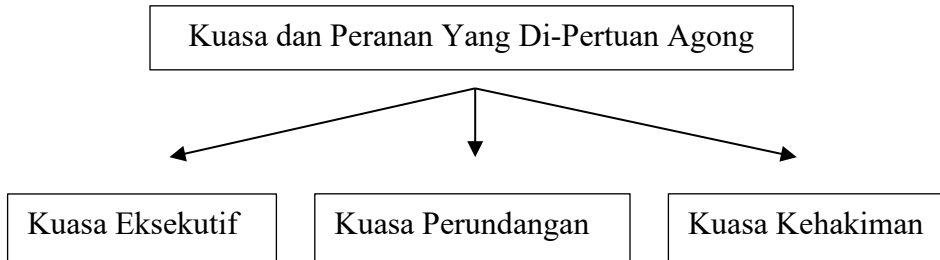 Kuasa dan Peranan Yang Di-Pertuan Agong
Kuasa Eksekutif
Kuasa Perundangan
Kuasa Kehakiman